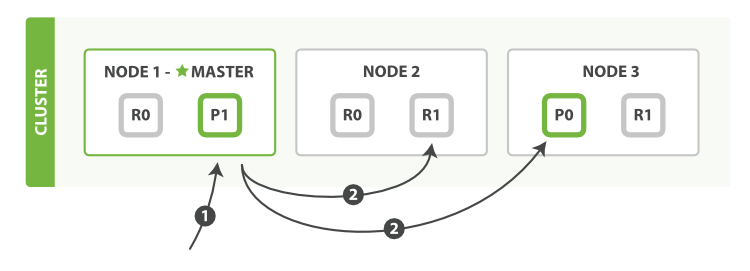 CLUSTER
NODE 1 - ★ MASTER
R0 P1
NODE 2
R0 R1
NODE 3
P0 R1
1
2
2